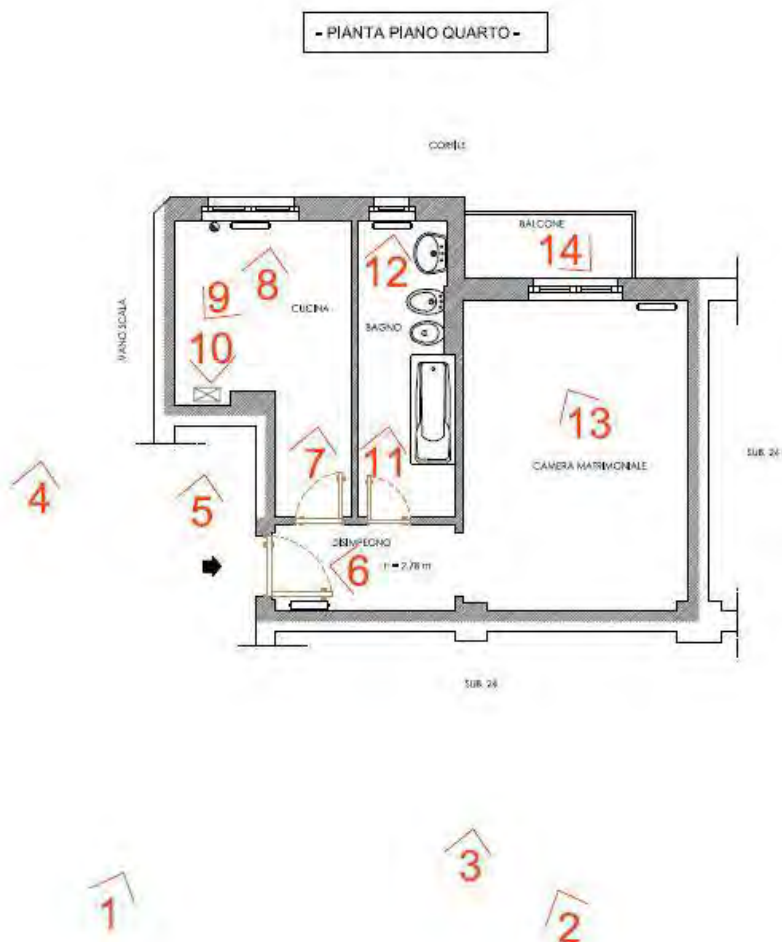 - PIANTA PIANO QUARTO -
CORTILE
BALCONE
14
12
8
9
CUCINA
BAGNO
10
VANO SCALA
13
CAMERA MATRIMONIALE
SUB. 24
7
11
4
5
DISIMPEGNO
6
h = 2,78 m
SUB. 24
3
1
2